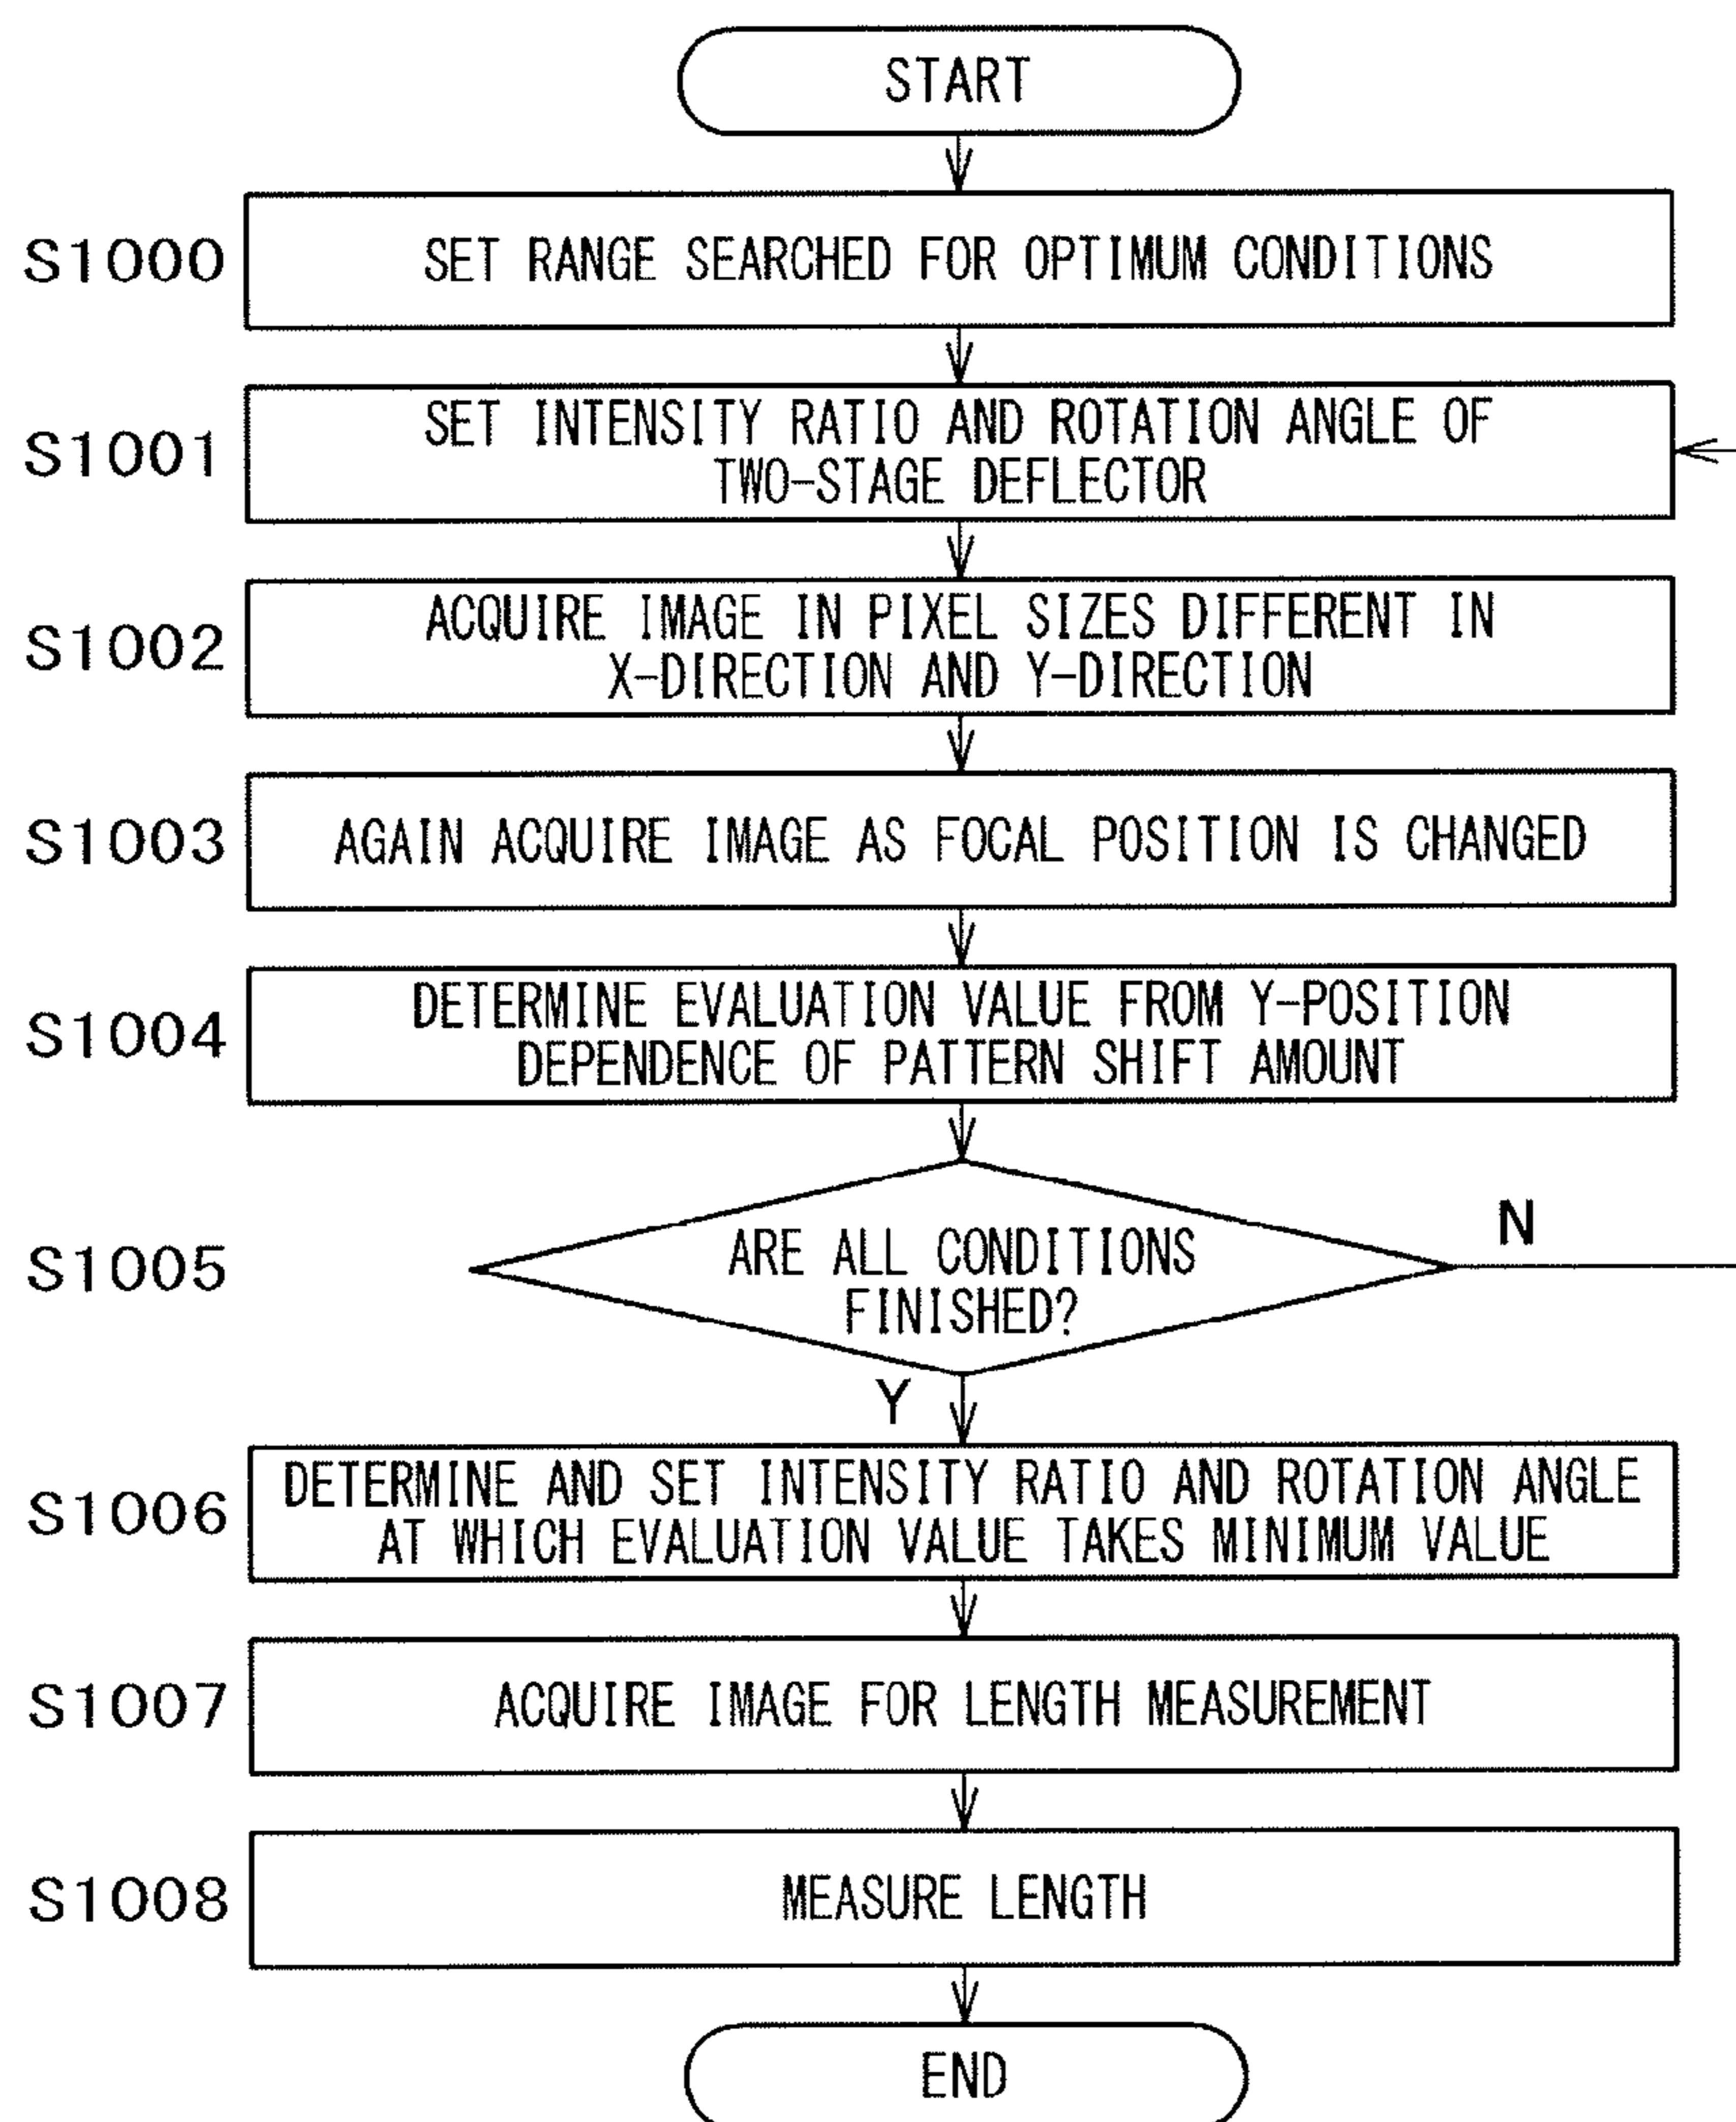 START
S1000
SET RANGE SEARCHED FOR OPTIMUM CONDITIONS
S1001
SET INTENSITY RATIO AND ROTATION ANGLE OF
TWO-STAGE DEFLECTOR
S1002
ACQUIRE IMAGE IN PIXEL SIZES DIFFERENT IN
X-DIRECTION AND Y-DIRECTION
S1003
AGAIN ACQUIRE IMAGE AS FOCAL POSITION IS CHANGED
S1004
DETERMINE EVALUATION VALUE FROM Y-POSITION
DEPENDENCE OF PATTERN SHIFT AMOUNT
S1005
ARE ALL CONDITIONS
FINISHED?
N
Y
S1006
DETERMINE AND SET INTENSITY RATIO AND ROTATION ANGLE
AT WHICH EVALUATION VALUE TAKES MINIMUM VALUE
S1007
ACQUIRE IMAGE FOR LENGTH MEASUREMENT
S1008
MEASURE LENGTH
END